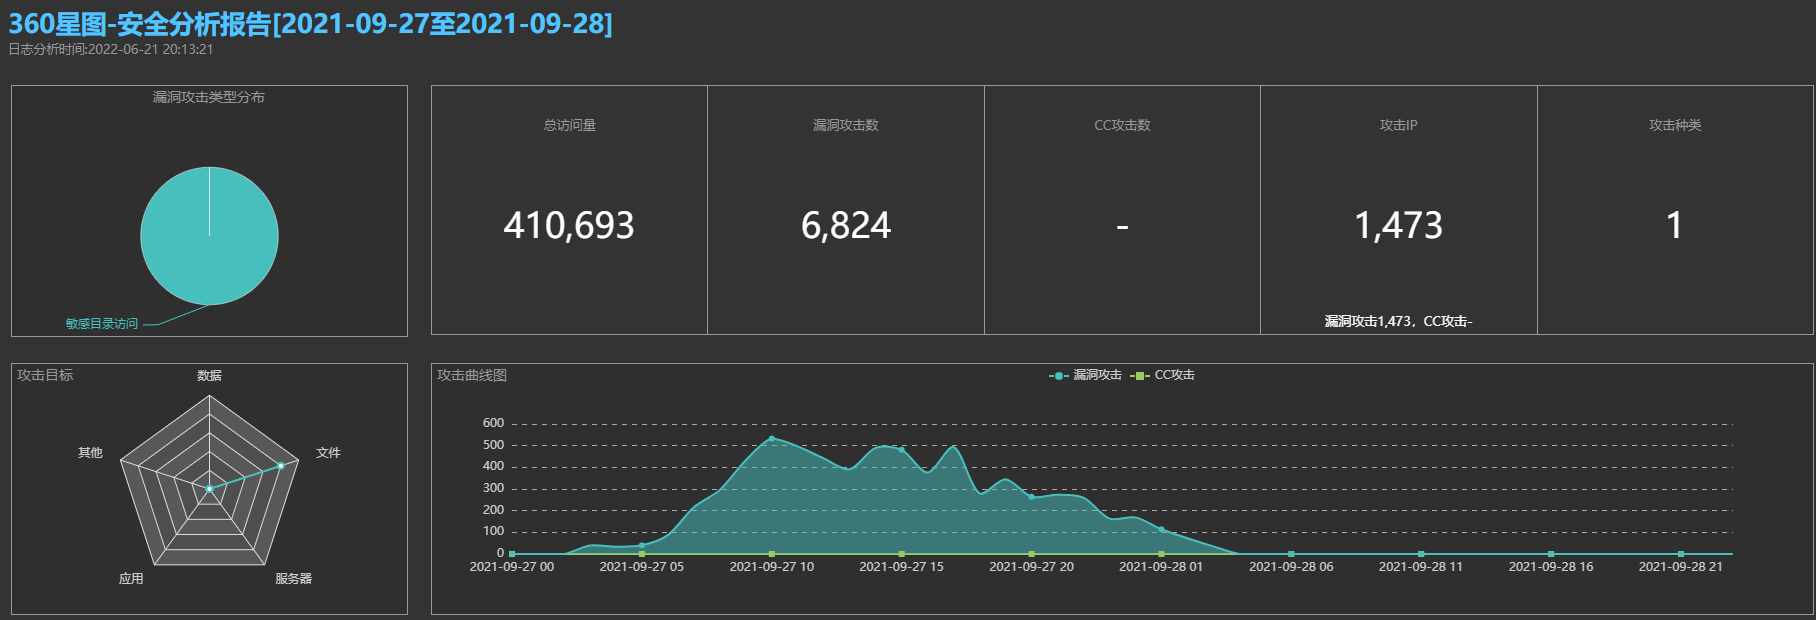 360星图-安全分析报告[2021-09-27至2021-09-28]
日志分析时间:2022-06-21 20:13:21
漏洞攻击类型分布
敏感目录访问
总访问量
410,693
漏洞攻击数
6,824
CC攻击数
-
攻击IP
1,473
漏洞攻击1,473，CC攻击-
攻击种类
1
攻击目标
数据
其他
文件
应用
服务器
攻击曲线图
漏洞攻击
CC攻击
600
500
400
300
200
100
0
2021-09-27 00
2021-09-27 05
2021-09-27 10
2021-09-27 15
2021-09-27 20
2021-09-28 01
2021-09-28 06
2021-09-28 11
2021-09-28 16
2021-09-28 21